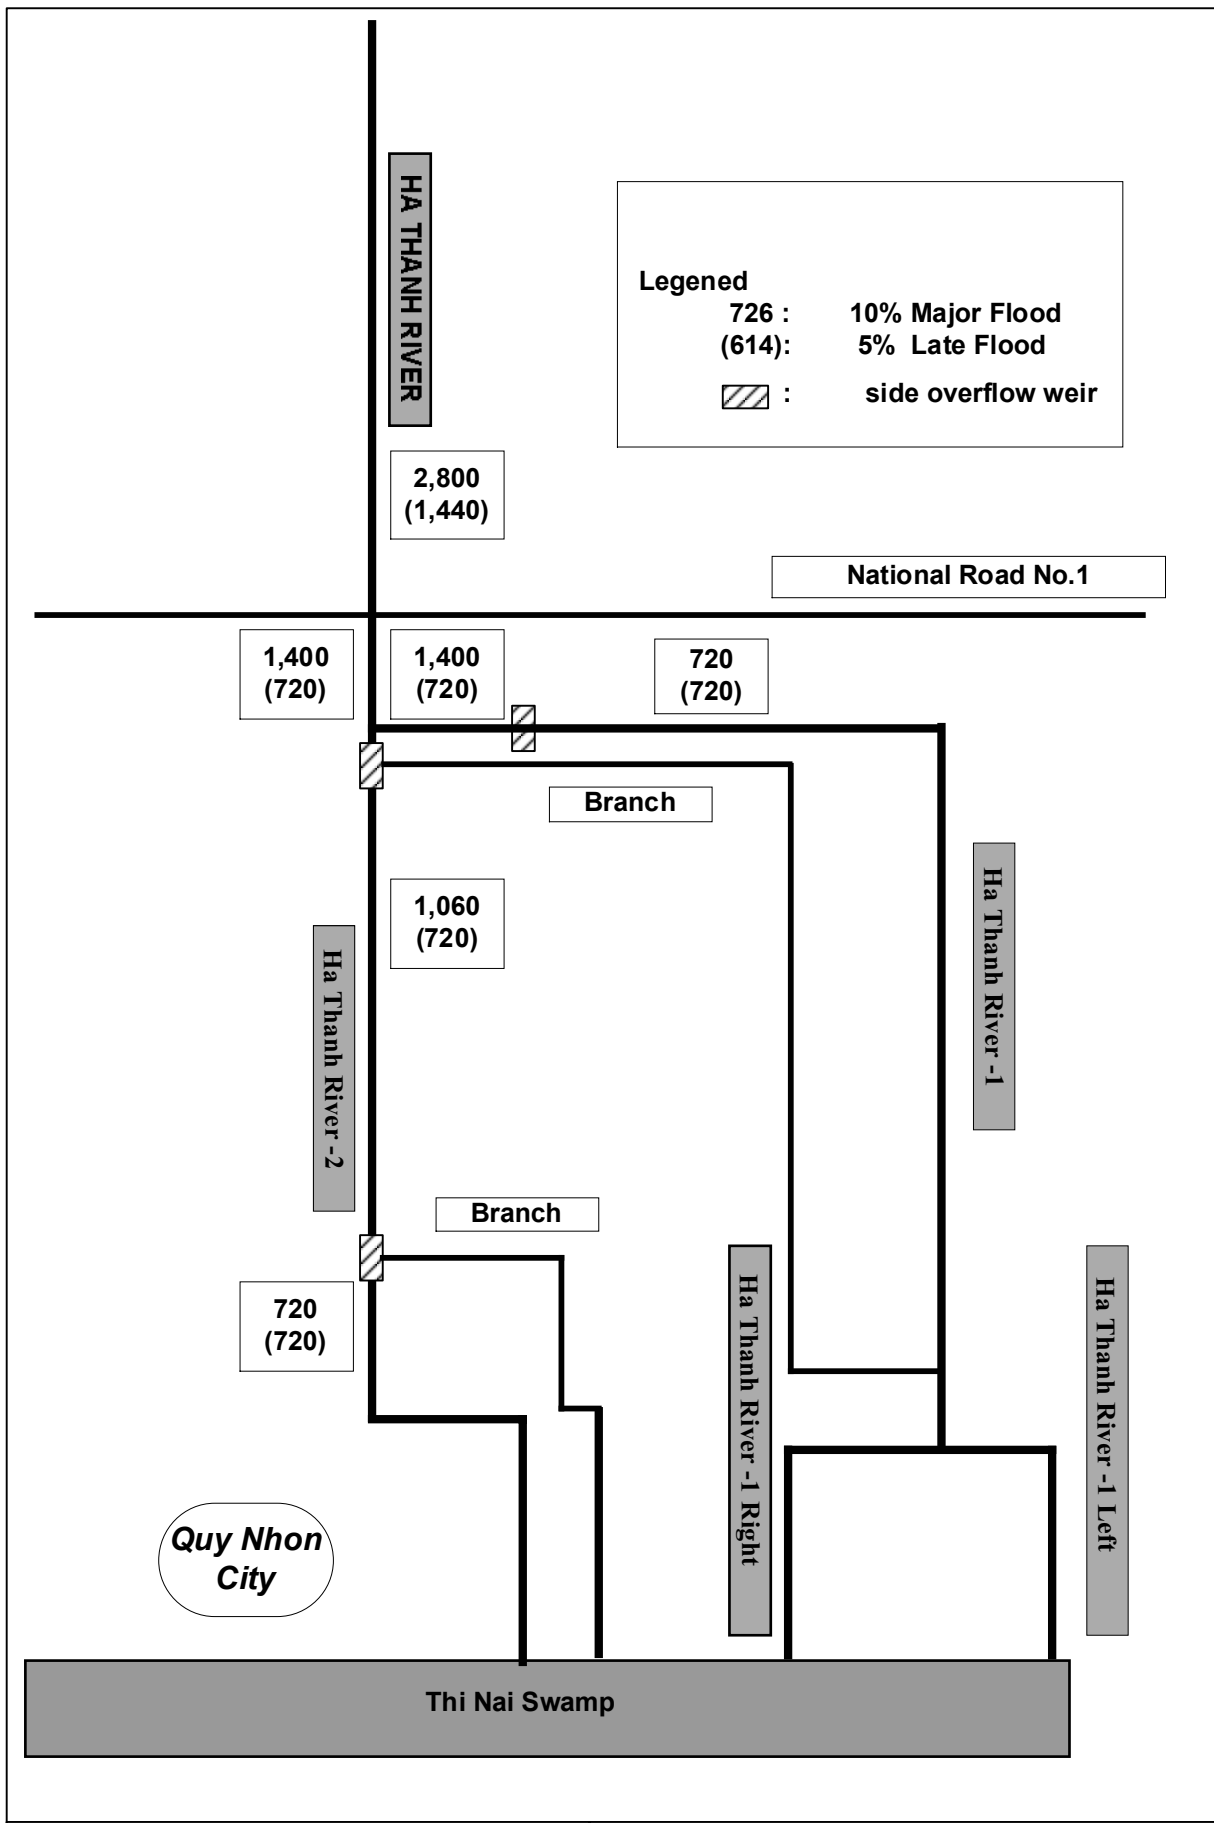 HA THANH RIVER
Legened
726 : 10% Major Flood
(614): 5% Late Flood
: side overflow weir
2,800
(1,440)
National Road No.1
1,400
(720)
1,400
(720)
720
(720)
Branch
1,060
(720)
Ha Thanh River -1
Ha Thanh River -2
Branch
720
(720)
Ha Thanh River -1 Right
Ha Thanh River -1 Left
Quy Nhon
City
Thi Nai Swamp